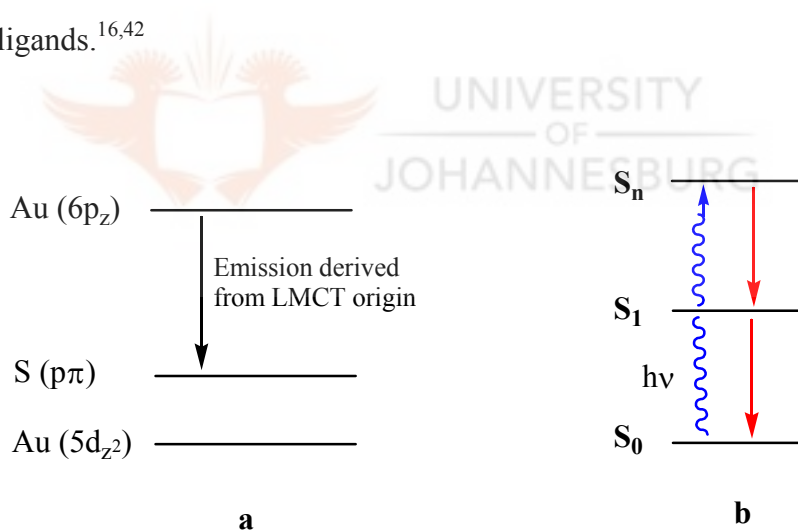 ligands.16,42
UNIVERSITY
OF
JOHANNESBURG
Au (6pz)
Emission derived
from LMCT origin
S (pπ)
Au (5dz2)
a
Sn
S1
hν
S0
b